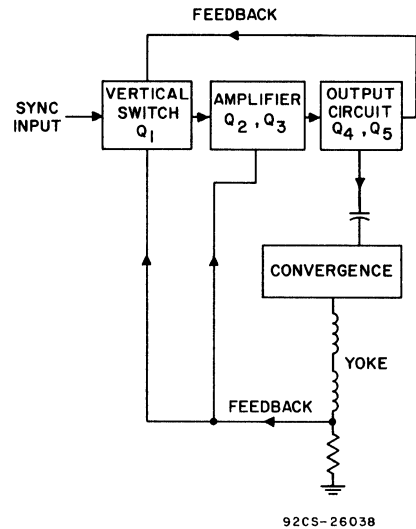 FEEDBACK
SYNC
INPUT
VERTICAL
SWITCH
Q1
AMPLIFIER
Q2 , Q3
OUTPUT
CIRCUIT
Q4 , Q5
CONVERGENCE
YOKE
FEEDBACK
92CS-26038